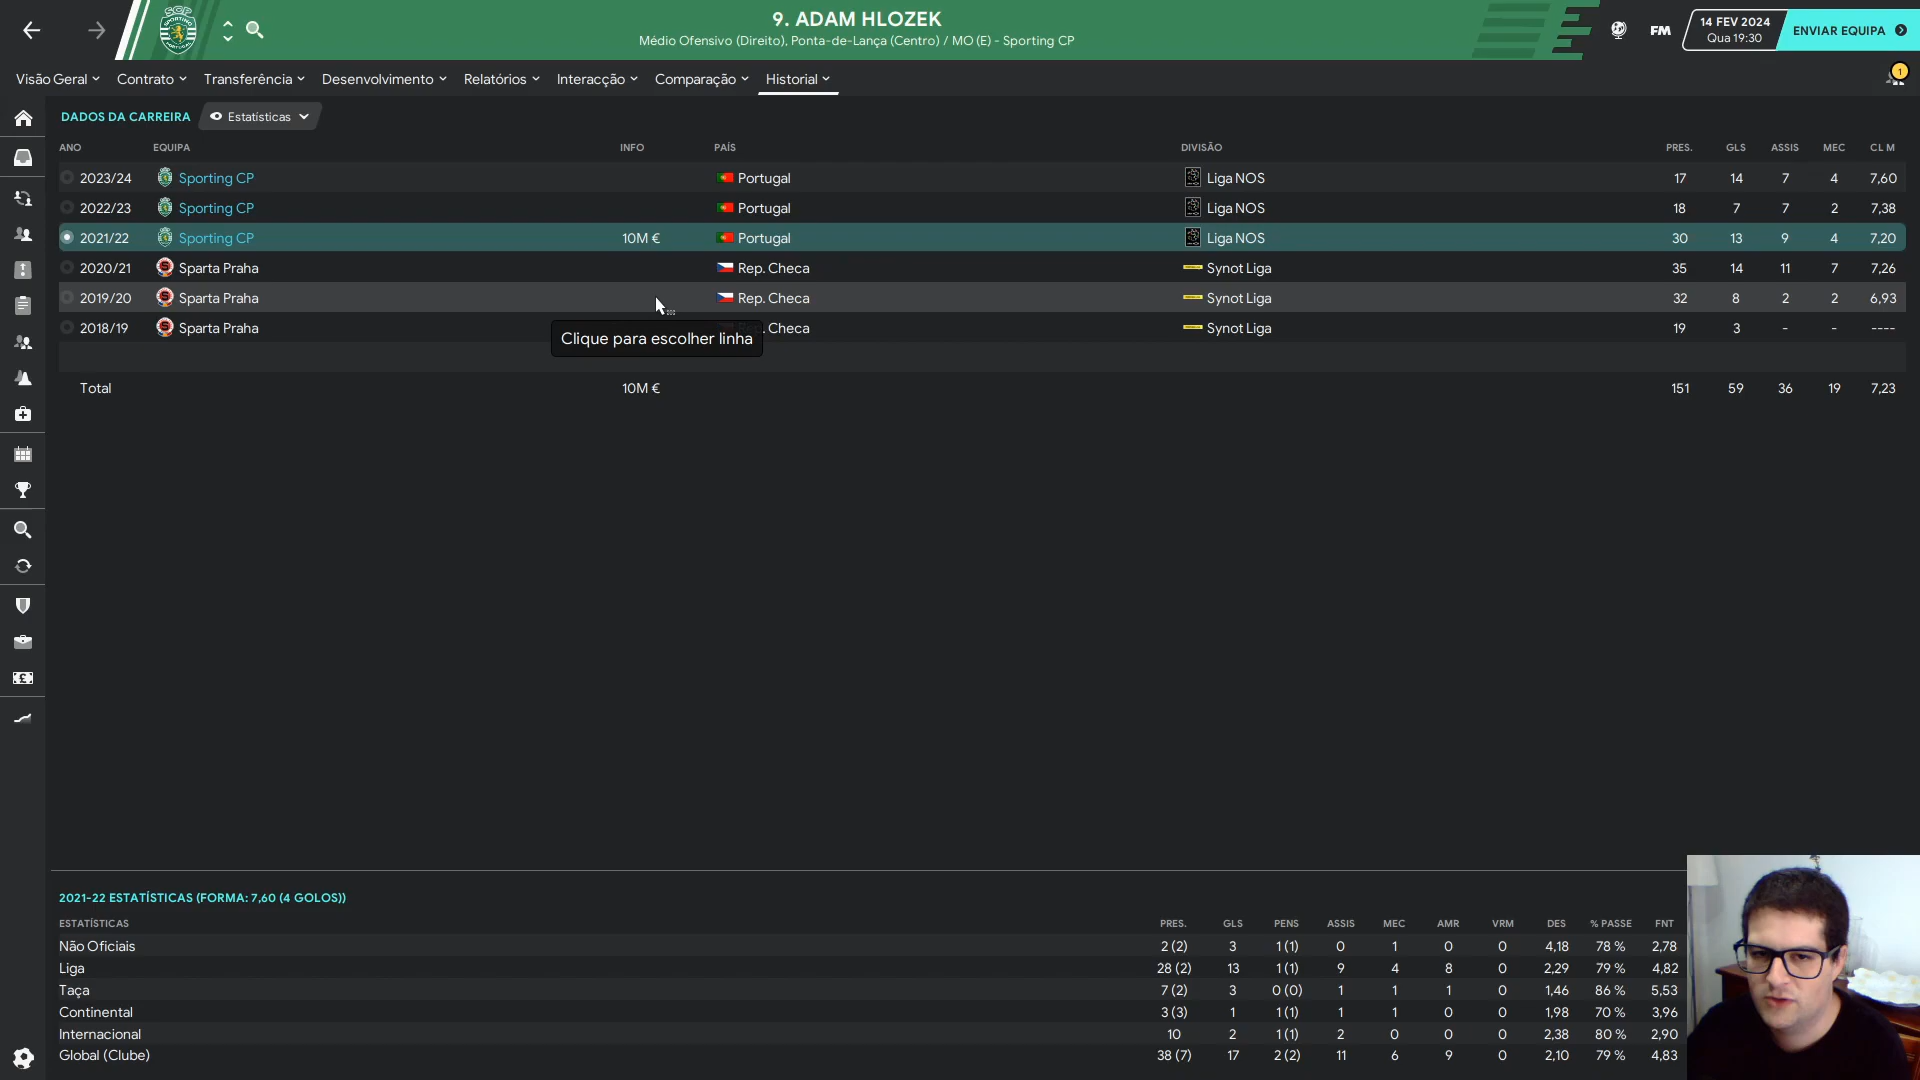 9. ADAM HLOZEK
Médio Ofensivo (Direito), Ponta-de-Lança (Centro) / MO (E) - Sporting CP
FM
14 FEV 2024
Qua 19:30
ENVIAR EQUIPA
Visão Geral Contrato Transferência Desenvolvimento Relatórios Interacção Comparação Historial
1
DADOS DA CARREIRA Estatísticas
ANO EQUIPA INFO PAÍS DIVISÃO PRES. GLS ASSIS MEC CL M
2023/24 Sporting CP Portugal Liga NOS 17 14 7 4 7,60
2022/23 Sporting CP Portugal Liga NOS 18 7 7 2 7,38
2021/22 Sporting CP 10M € Portugal Liga NOS 30 13 9 4 7,20
2020/21 Sparta Praha Rep. Checa Synot Liga 35 14 11 7 7,26
2019/20 Sparta Praha Rep. Checa Synot Liga 32 8 2 2 6,93
2018/19 Sparta Praha . Checa Synot Liga 19 3 - - ----
Clique para escolher linha
Total 10M € 151 59 36 19 7,23
2021-22 ESTATÍSTICAS (FORMA: 7,60 (4 GOLOS))
ESTATÍSTICAS PRES. GLS PENS ASSIS MEC AMR VRM DES % PASSE FNT
Não Oficiais 2 (2) 3 1 (1) 0 1 0 0 4,18 78 % 2,78
Liga 28 (2) 13 1 (1) 9 4 8 0 2,29 79 % 4,82
Taça 7 (2) 3 0 (0) 1 1 1 0 1,46 86 % 5,53
Continental 3 (3) 1 1 (1) 1 1 0 0 1,98 70 % 3,96
Internacional 10 2 1 (1) 2 0 0 0 2,38 80 % 2,90
Global (Clube) 38 (7) 17 2 (2) 11 6 9 0 2,10 79 % 4,83